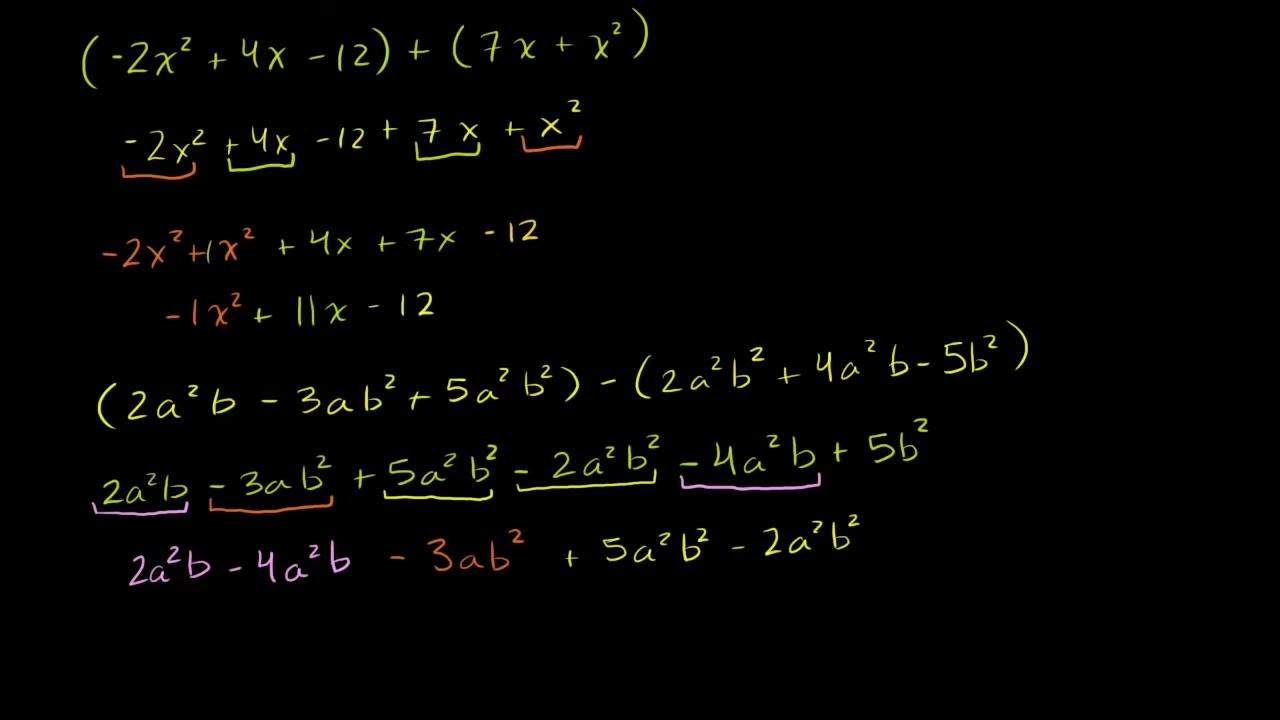 (-2x² + 4x - 12) + (7x + x²)
-2x² + 4x - 12 + 7x + x²
-2x² + 1x² + 4x + 7x - 12
-1x² + 11x - 12
(2a²b - 3ab² + 5a²b²) - (2a²b² + 4a²b - 5b²)
2a²b - 3ab² + 5a²b² - 2a²b² - 4a²b + 5b²
2a²b - 4a²b - 3ab² + 5a²b² - 2a²b²